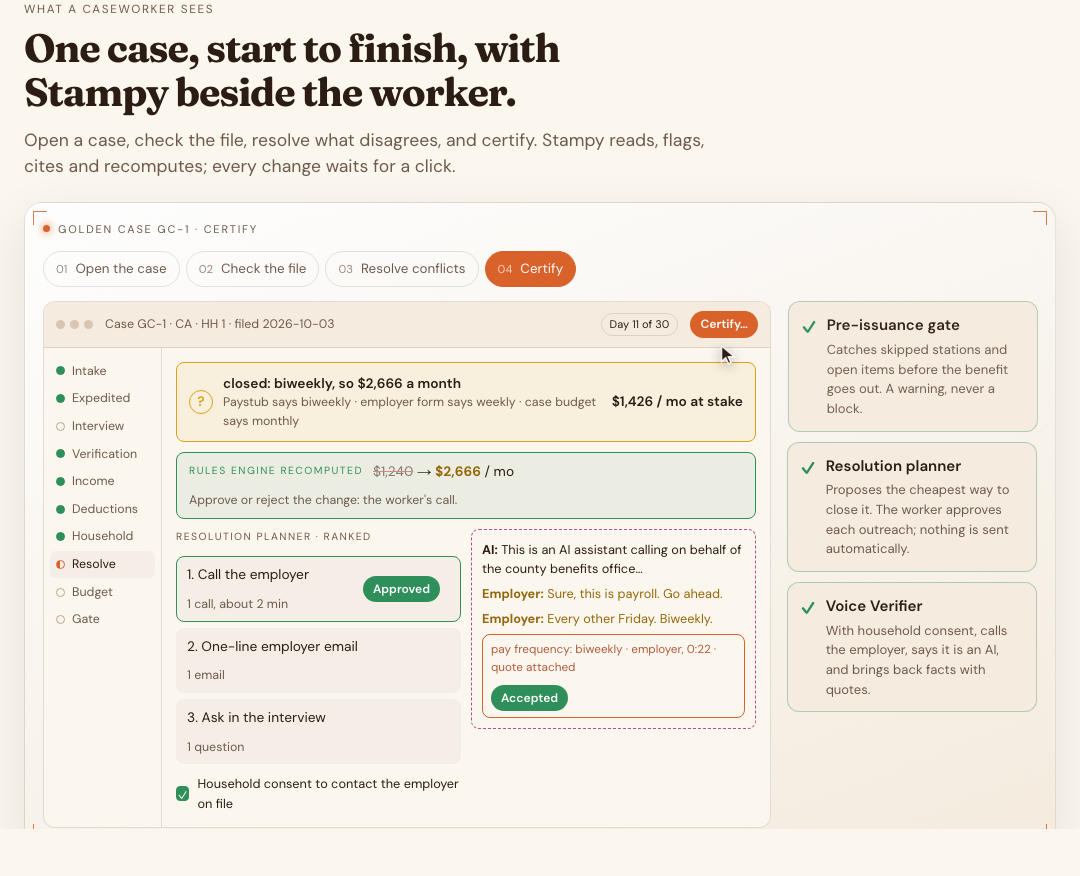 WHAT A CASEWORKER SEES
One case, start to finish, with
Stampy beside the worker.
Open a case, check the file, resolve what disagrees, and certify. Stampy reads, flags,
cites and recomputes; every change waits for a click.
GOLDEN CASE GC-1 · CERTIFY
01 Open the case
02 Check the file
03 Resolve conflicts
04 Certify
Case GC-1 · CA · HH 1 · filed 2026-10-03
Day 11 of 30
Certify…
Intake
Expedited
Interview
Verification
Income
Deductions
Household
Resolve
Budget
Gate
?
closed: biweekly, so $2,666 a month
Paystub says biweekly · employer form says weekly · case budget
says monthly
$1,426 / mo at stake
RULES ENGINE RECOMPUTED $1,240 → $2,666 / mo
Approve or reject the change: the worker's call.
RESOLUTION PLANNER · RANKED
1. Call the employer
1 call, about 2 min
Approved
2. One-line employer email
1 email
3. Ask in the interview
1 question
Household consent to contact the employer
on file
AI: This is an AI assistant calling on behalf of
the county benefits office…
Employer: Sure, this is payroll. Go ahead.
Employer: Every other Friday. Biweekly.
pay frequency: biweekly · employer, 0:22 ·
quote attached
Accepted
Pre-issuance gate
Catches skipped stations and
open items before the benefit
goes out. A warning, never a
block.
Resolution planner
Proposes the cheapest way to
close it. The worker approves
each outreach; nothing is sent
automatically.
Voice Verifier
With household consent, calls
the employer, says it is an AI,
and brings back facts with
quotes.